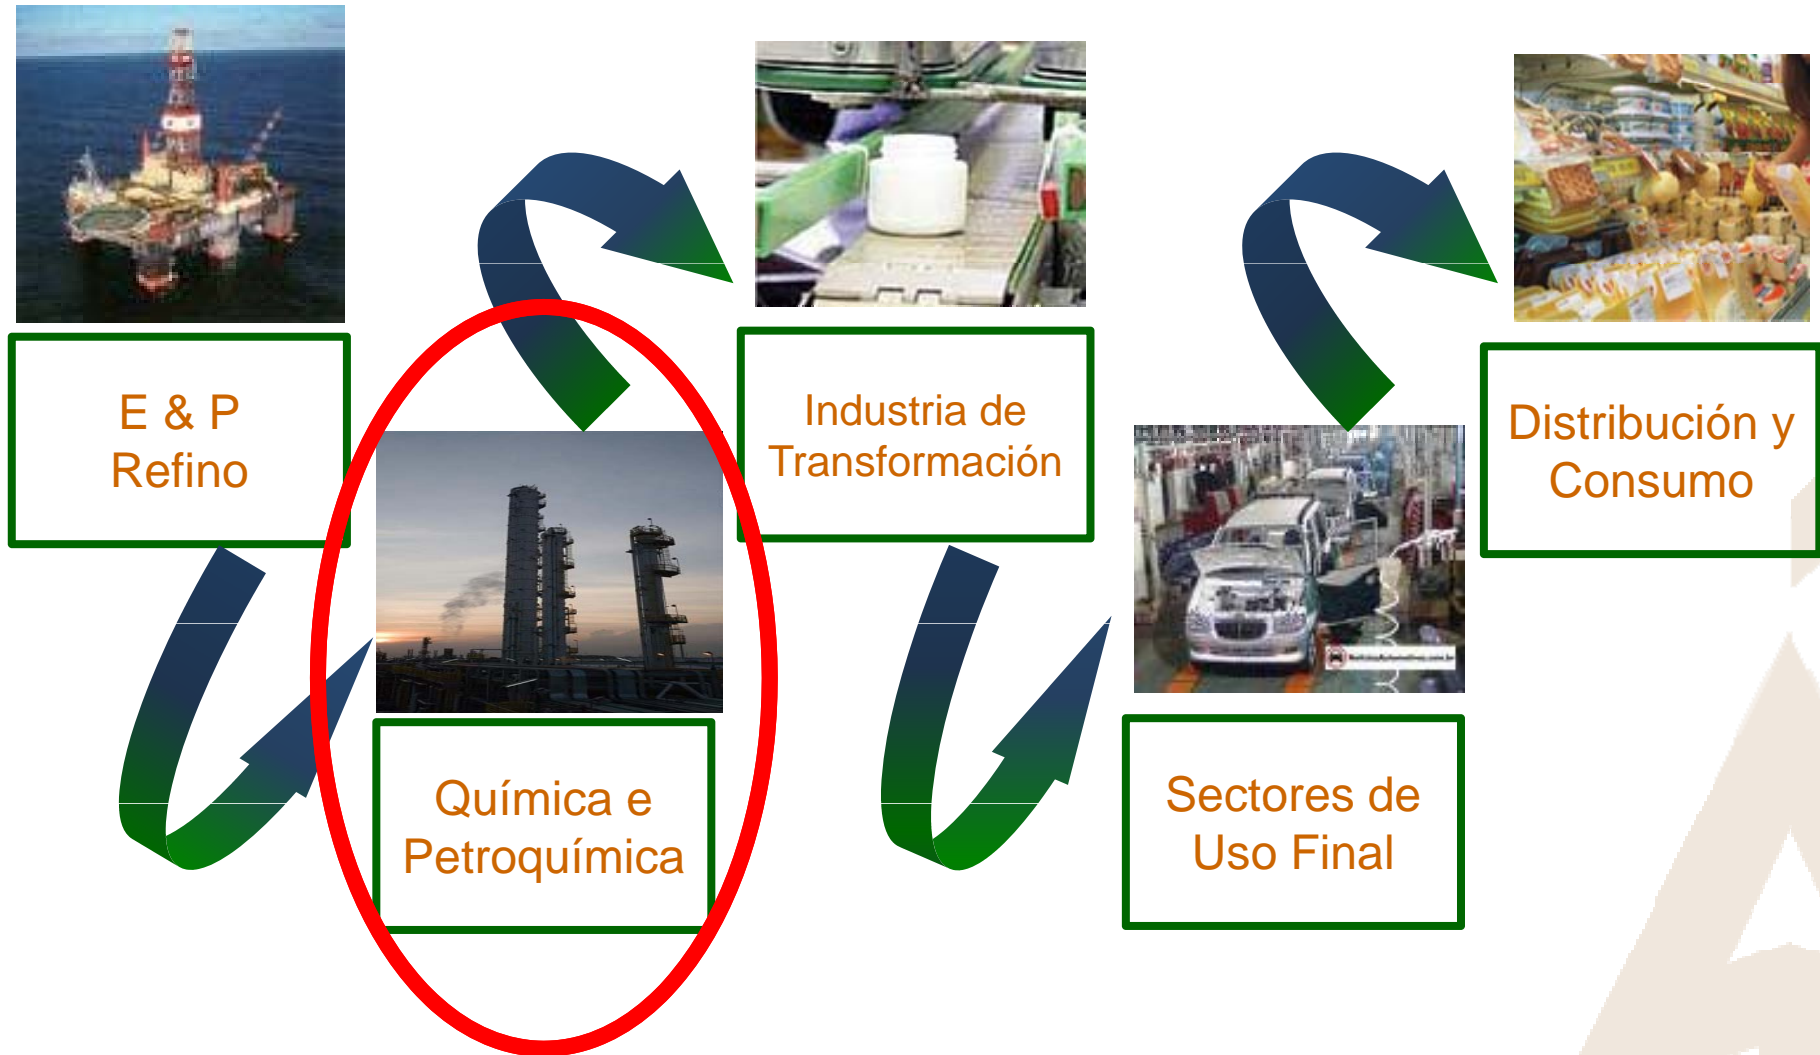 E & P
Refino
Química e
Petroquímica
Industria de
Transformación
Sectores de
Uso Final
Distribución y
Consumo